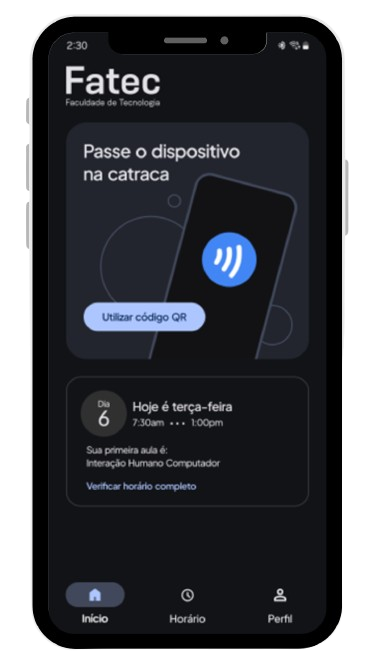 2:30
Fatec
Faculdade de Tecnologia
Passe o dispositivo
na catraca
Utilizar código QR
Dia
6
Hoje é terça-feira
7:30am ••• 1:00pm
Sua primeira aula é:
Interação Humano Computador
Verificar horário completo
Início
Horário
Perfil